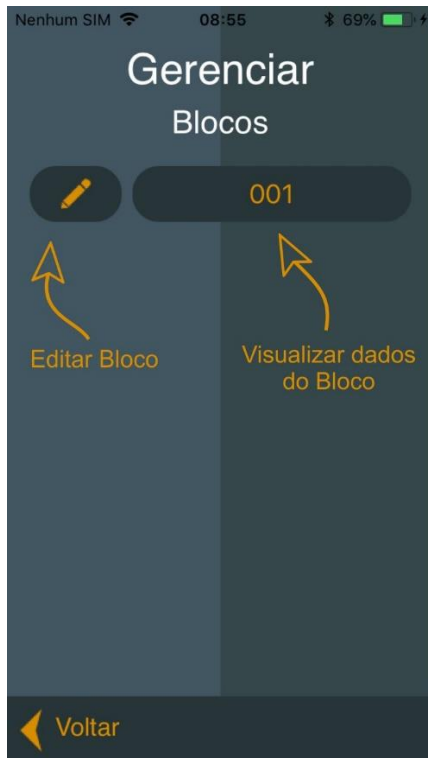 Nenhum SIM 08:55 69%
Gerenciar
Blocos
001
Editar Bloco
Visualizar dados
do Bloco
Voltar